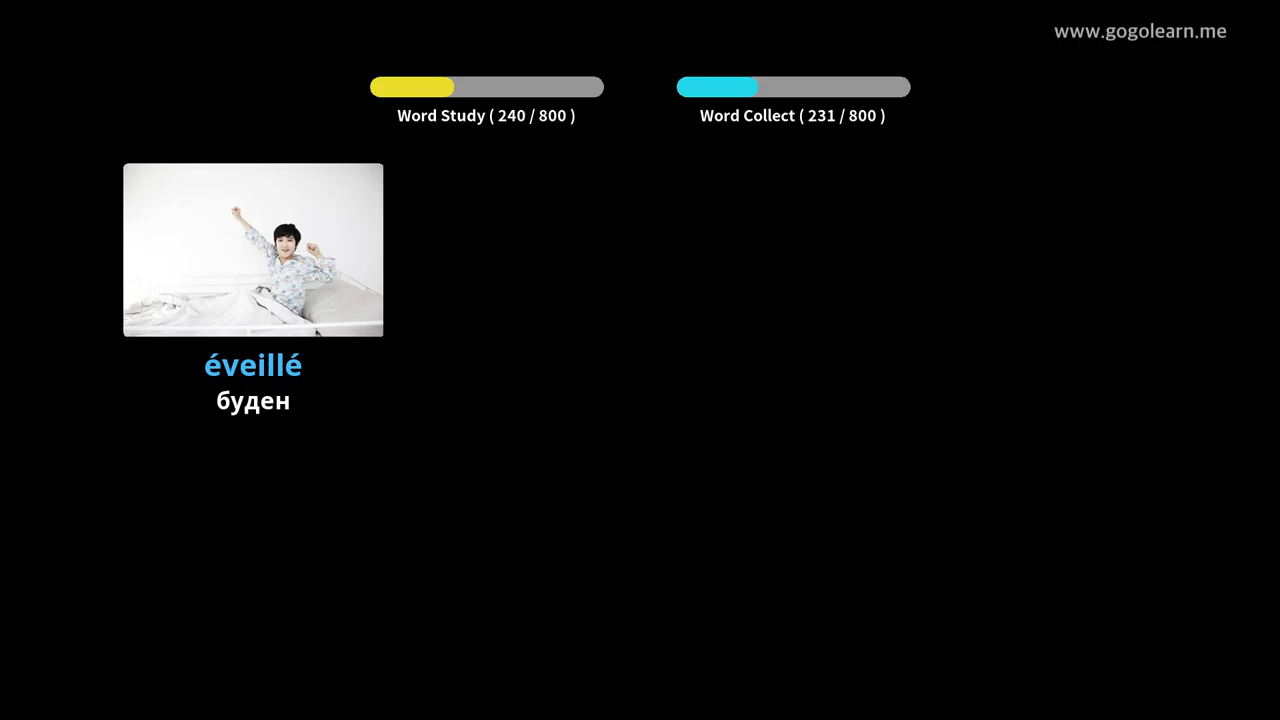 www.gogolearn.me
Word Study ( 240 / 800 )
Word Collect ( 231 / 800 )
éveillé
буден